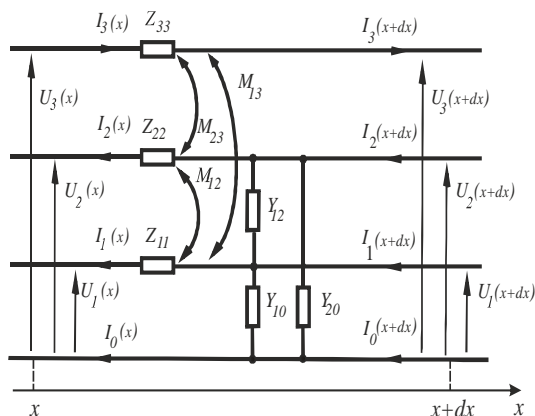 I3(x) Z33 I3(x+dx)
M13
U3(x) I2(x) Z22 M23 I2(x+dx) U3(x+dx)
M12
U2(x) Y12 U2(x+dx)
I1(x) Z11 I1(x+dx)
U1(x) Y10 Y20 U1(x+dx)
I0(x) I0(x+dx)
x x+dx x